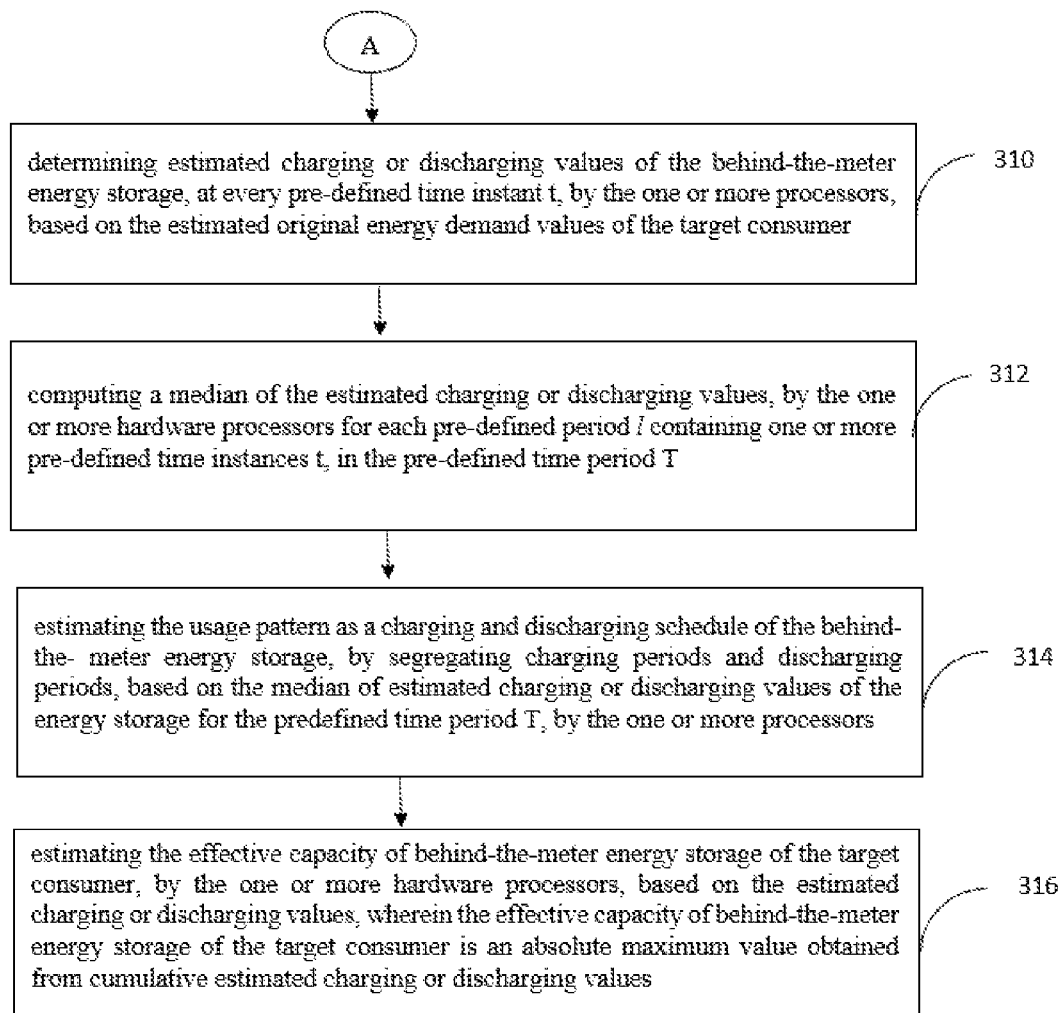 A
determining estimated charging or discharging values of the behind-the-meter
energy storage, at every pre-defined time instant t, by the one or more processors,
based on the estimated original energy demand values of the target consumer
310
computing a median of the estimated charging or discharging values, by the one
or more hardware processors for each pre-defined period l containing one or more
pre-defined time instances t, in the pre-defined time period T
312
estimating the usage pattern as a charging and discharging schedule of the behind-
the- meter energy storage, by segregating charging periods and discharging
periods, based on the median of estimated charging or discharging values of the
energy storage for the predefined time period T, by the one or more processors
314
estimating the effective capacity of behind-the-meter energy storage of the target
consumer, by the one or more hardware processors, based on the estimated
charging or discharging values, wherein the effective capacity of behind-the-meter
energy storage of the target consumer is an absolute maximum value obtained
from cumulative estimated charging or discharging values
316